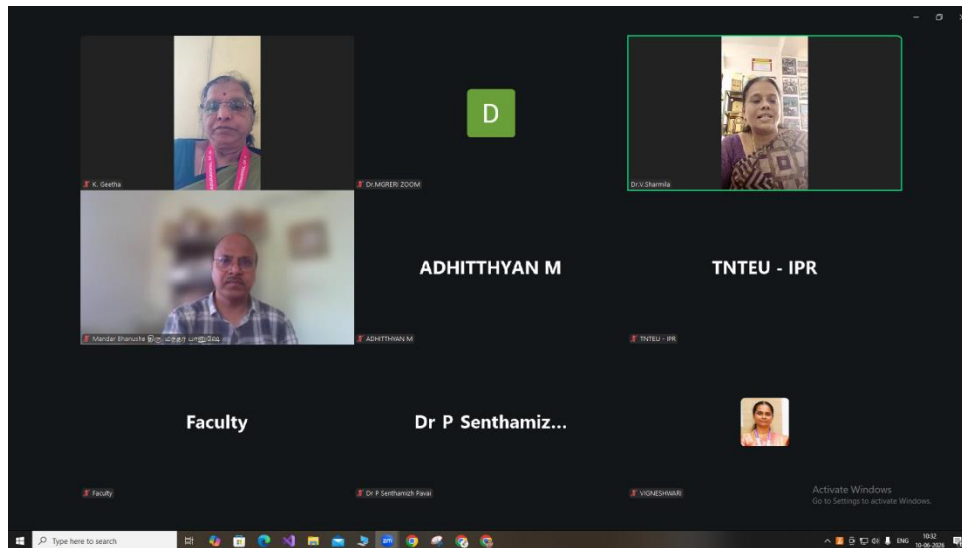 K. Geetha
D
Dr.MGRERI ZOOM
Dr.V.Sharmila
Mandar Bhanushe
ADHITTHYAN M
ADHITTHYAN M
TNTEU - IPR
TNTEU - IPR
Faculty
Faculty
Dr P Senthamiz...
Dr P Senthamizh Pavai
VIGNESHWARI
Activate Windows
Go to Settings to activate Windows.
Type here to search
ENG
10:32
10-06-2026